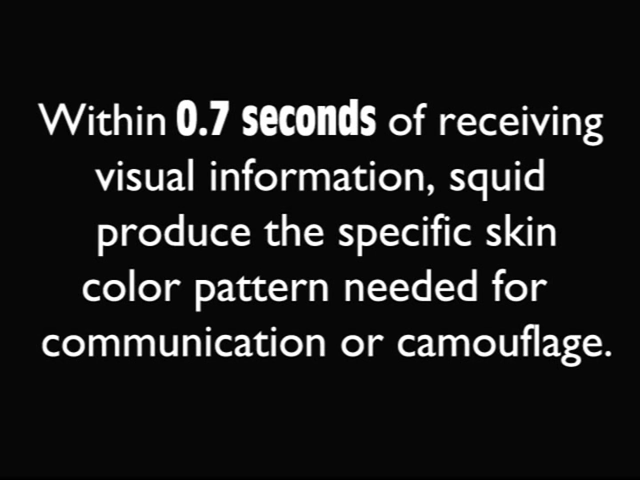 Within 0.7 seconds of receiving
visual information, squid
produce the specific skin
color pattern needed for
communication or camouflage.